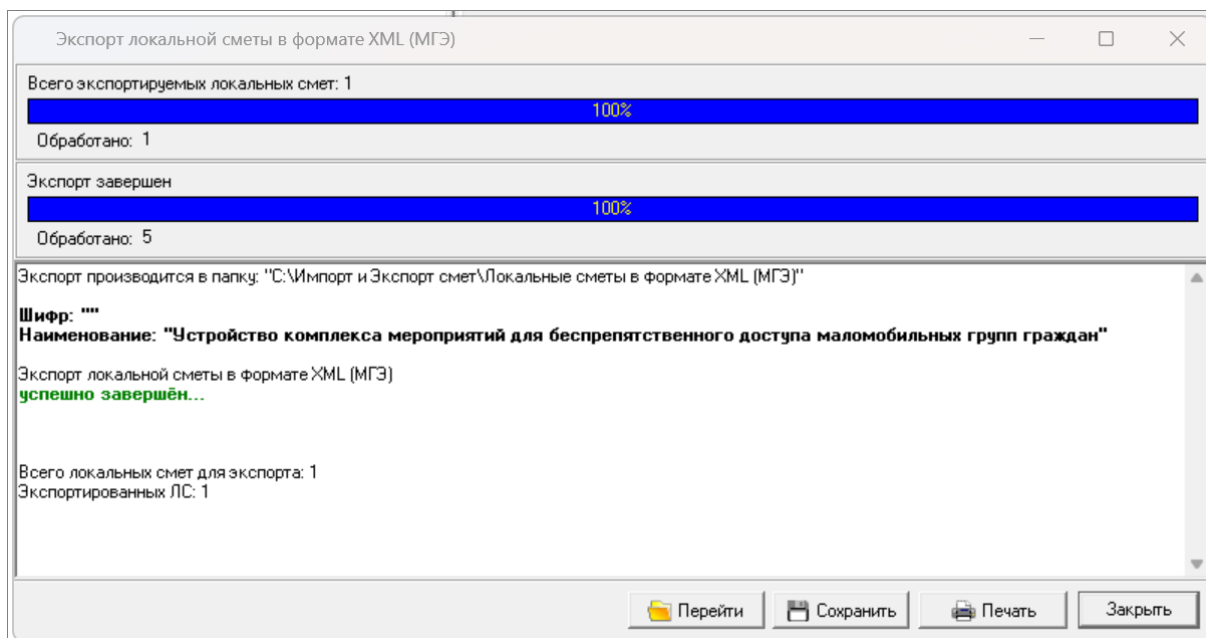 Экспорт локальной сметы в формате XML (МГЭ)
Всего экспортируемых локальных смет: 1
100%
Обработано: 1
Экспорт завершен
100%
Обработано: 5
Экспорт производится в папку: "C:\Импорт и Экспорт смет\Локальные сметы в формате XML (МГЭ)"
Шифр: ""
Наименование: "Устройство комплекса мероприятий для беспрепятственного доступа маломобильных групп граждан"
Экспорт локальной сметы в формате XML (МГЭ)
успешно завершён...
Всего локальных смет для экспорта: 1
Экспортированных ЛС: 1
Перейти Сохранить Печать Закрыть